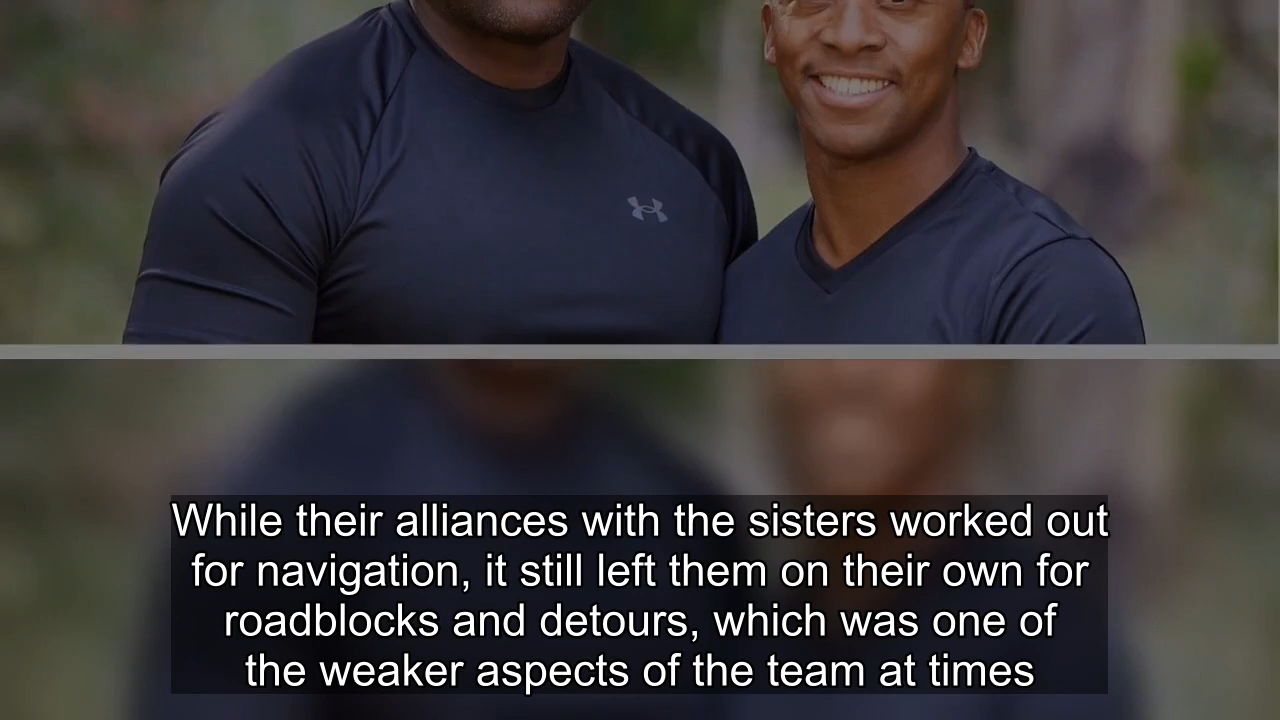 While their alliances with the sisters worked out
for navigation, it still left them on their own for
roadblocks and detours, which was one of
the weaker aspects of the team at times